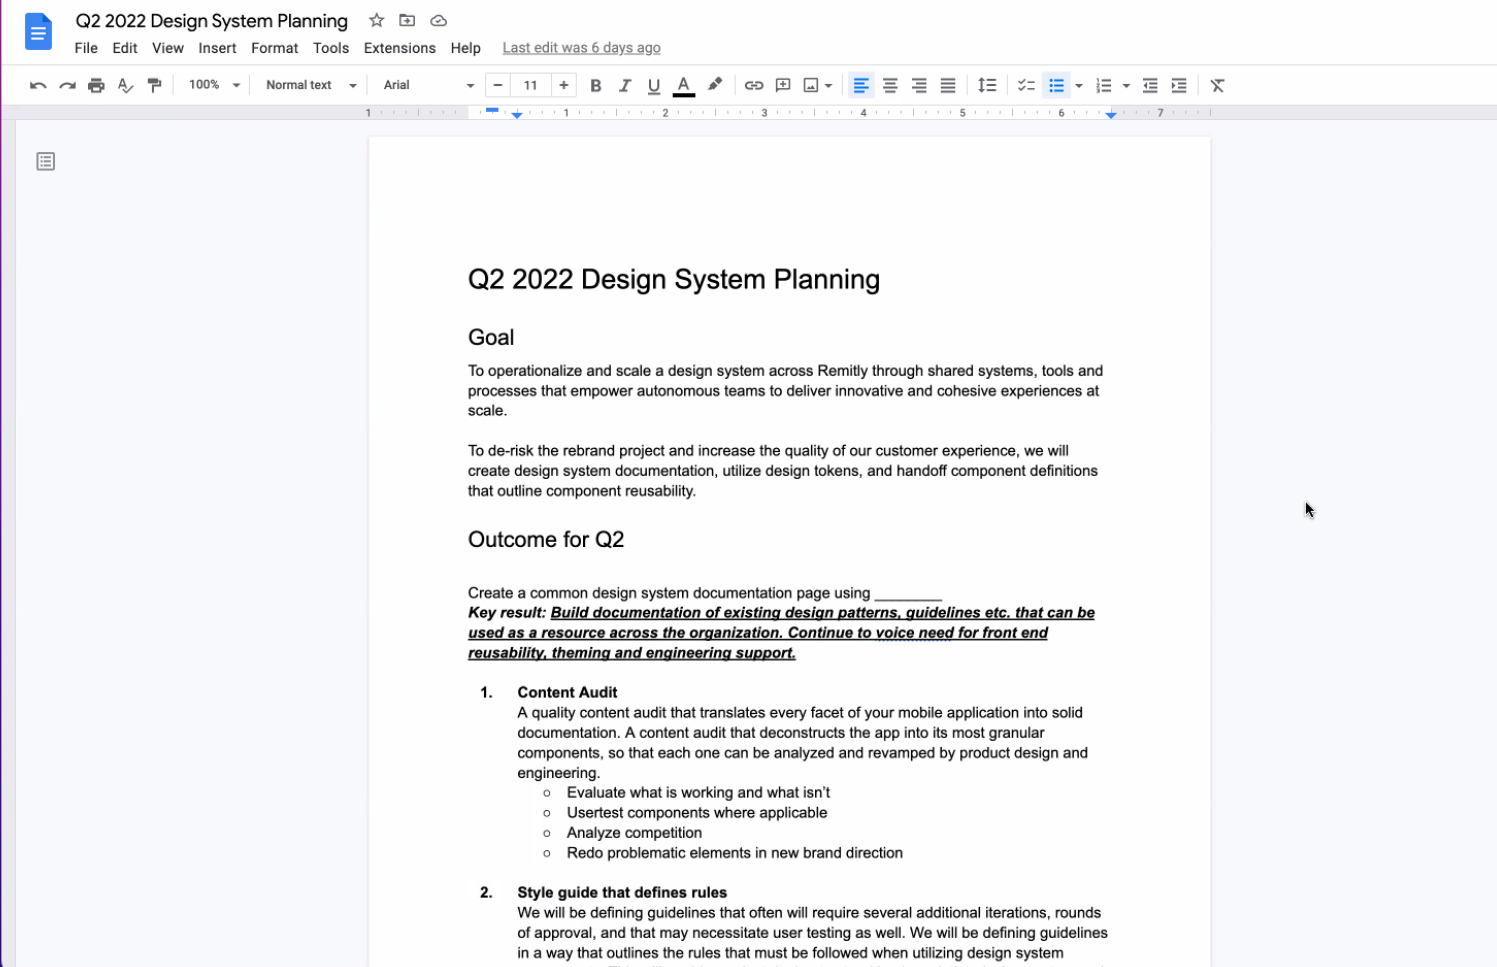 Q2 2022 Design System Planning
File Edit View Insert Format Tools Extensions Help Last edit was 6 days ago
100% Normal text Arial − 11 + B I U A
1 1 2 3 4 5 6 7
Q2 2022 Design System Planning
Goal
To operationalize and scale a design system across Remitly through shared systems, tools and
processes that empower autonomous teams to deliver innovative and cohesive experiences at
scale.
To de-risk the rebrand project and increase the quality of our customer experience, we will
create design system documentation, utilize design tokens, and handoff component definitions
that outline component reusability.
Outcome for Q2
Create a common design system documentation page using ________
Key result: Build documentation of existing design patterns, guidelines etc. that can be
used as a resource across the organization. Continue to voice need for front end
reusability, theming and engineering support.
1. Content Audit
A quality content audit that translates every facet of your mobile application into solid
documentation. A content audit that deconstructs the app into its most granular
components, so that each one can be analyzed and revamped by product design and
engineering.
○ Evaluate what is working and what isn't
○ Usertest components where applicable
○ Analyze competition
○ Redo problematic elements in new brand direction
2. Style guide that defines rules
We will be defining guidelines that often will require several additional iterations, rounds
of approval, and that may necessitate user testing as well. We will be defining guidelines
in a way that outlines the rules that must be followed when utilizing design system